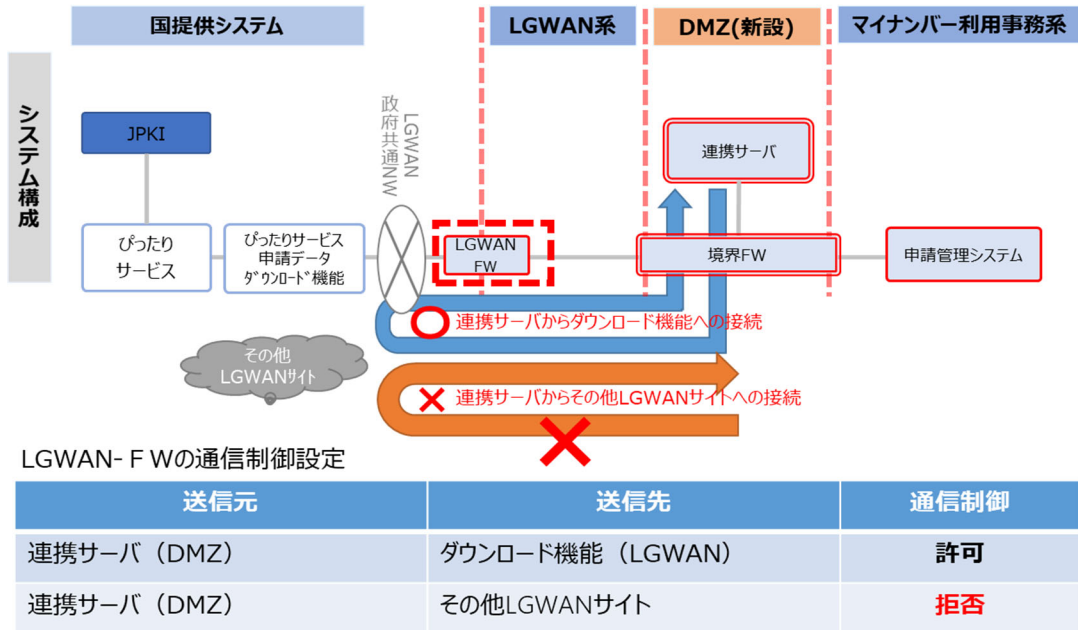 国提供システム
LGWAN系
DMZ(新設)
マイナンバー利用事務系
システム構成
JPKI
LGWAN
政府共通NW
連携サーバ
ぴったり
サービス
ぴったりサービス
申請データ
ダウンロード機能
LGWAN
FW
境界FW
申請管理システム
連携サーバからダウンロード機能への接続
その他
LGWANサイト
連携サーバからその他LGWANサイトへの接続
LGWAN-ＦWの通信制御設定
送信元 送信先 通信制御
連携サーバ（DMZ） ダウンロード機能（LGWAN） 許可
連携サーバ（DMZ） その他LGWANサイト 拒否